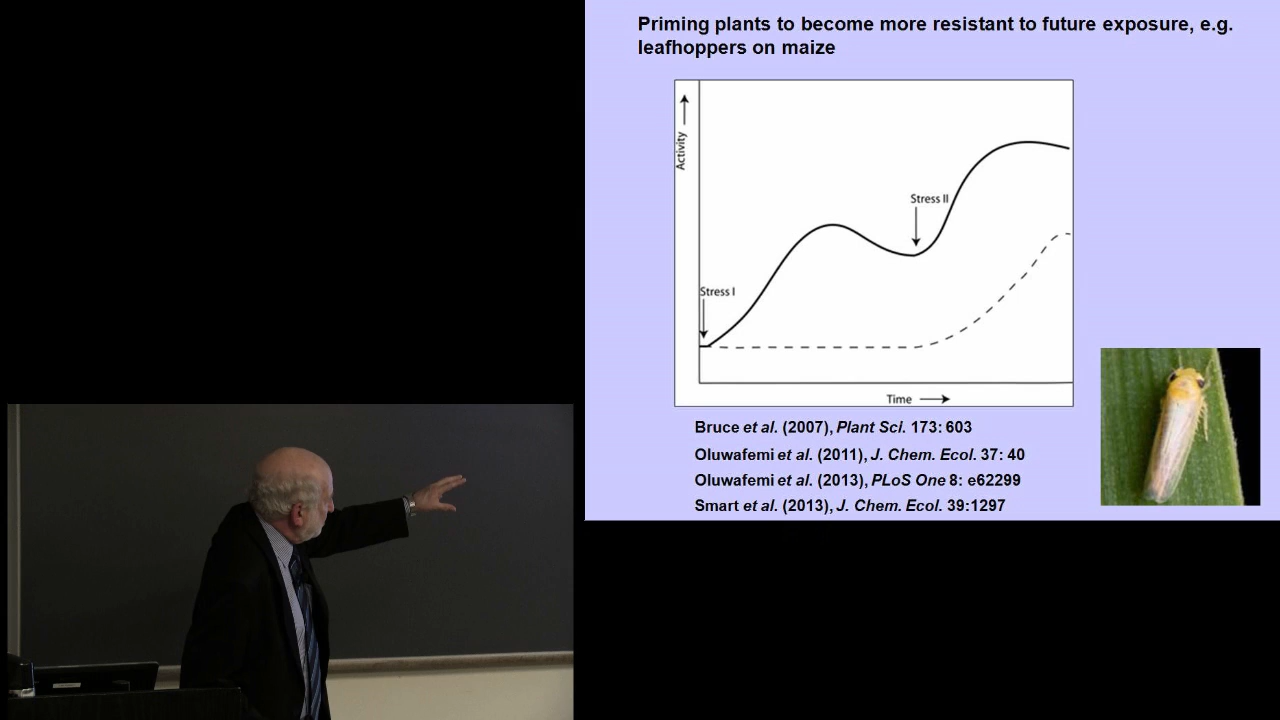 Priming plants to become more resistant to future exposure, e.g.
leafhoppers on maize
Activity
Stress II
Stress I
Time
Bruce et al. (2007), Plant Sci. 173: 603
Oluwafemi et al. (2011), J. Chem. Ecol. 37: 40
Oluwafemi et al. (2013), PLoS One 8: e62299
Smart et al. (2013), J. Chem. Ecol. 39:1297